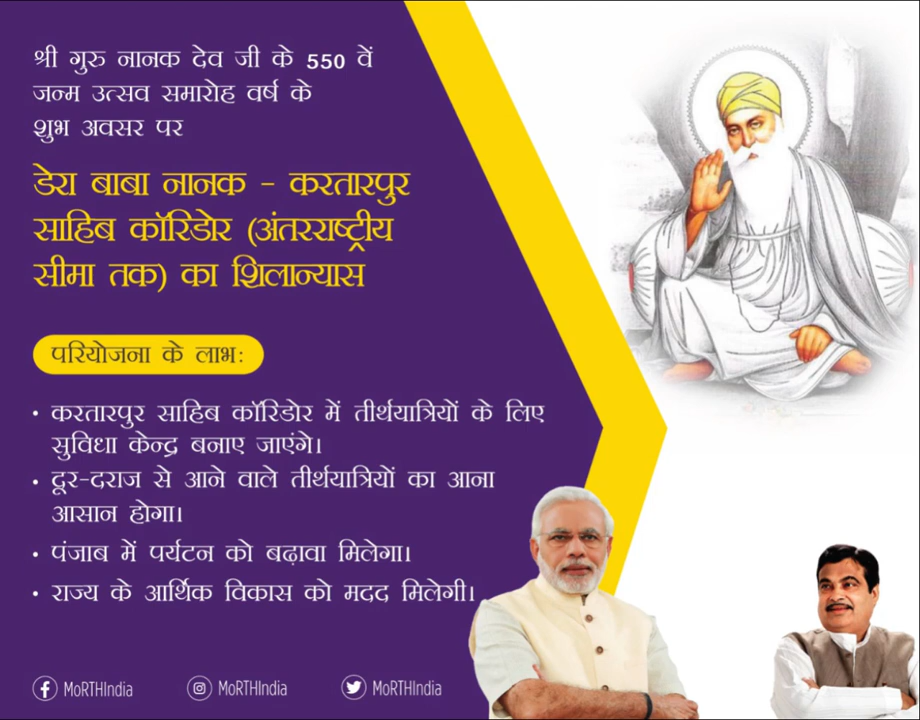 श्री गुरु नानक देव जी के 550 वें
जन्म उत्सव समारोह वर्ष के
शुभ अवसर पर
डेरा बाबा नानक - करतारपुर
साहिब कॉरिडोर (अंतरराष्ट्रीय
सीमा तक) का शिलान्यास
परियोजना के लाभ:
• करतारपुर साहिब कॉरिडोर में तीर्थयात्रियों के लिए
सुविधा केन्द्र बनाए जाएंगे।
• दूर-दराज से आने वाले तीर्थयात्रियों का आना
आसान होगा।
• पंजाब में पर्यटन को बढ़ावा मिलेगा।
• राज्य के आर्थिक विकास को मदद मिलेगी।
MoRTHIndia MoRTHIndia MoRTHIndia